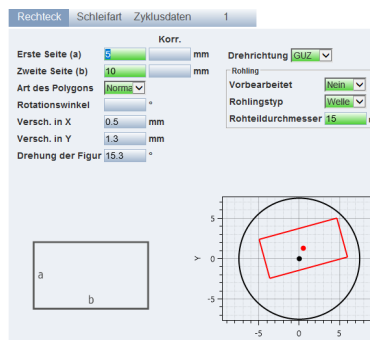 Rechteck Schleifart Zyklusdaten 1
Korr.
Erste Seite (a) 5 mm
Zweite Seite (b) 10 mm
Art des Polygons Norma
Rotationswinkel °
Versch. in X 0.5 mm
Versch. in Y 1.3 mm
Drehung der Figur 15.3 °
Drehrichtung GUZ
Rohling
Vorbearbeitet Nein
Rohlingstyp Welle
Rohteildurchmesser 15
a
b
Y
5
0
-5
-5 0 5